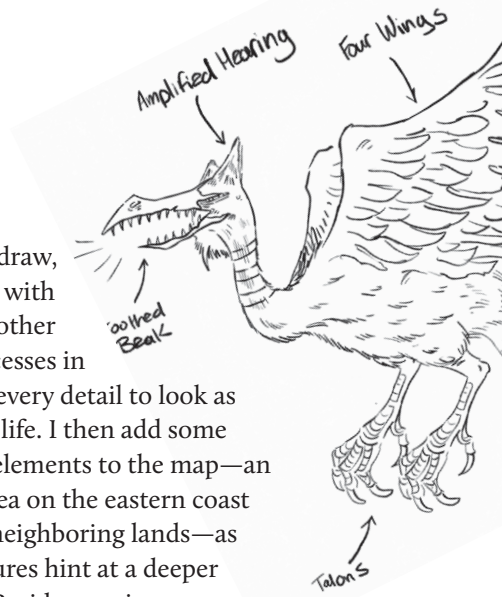 Amplified Hearing
Four Wings
Beak
Talons
draw,
with
other
esses in
every detail to look as
life. I then add some
elements to the map—an
ea on the eastern coast
neighboring lands—as
ures hint at a deeper